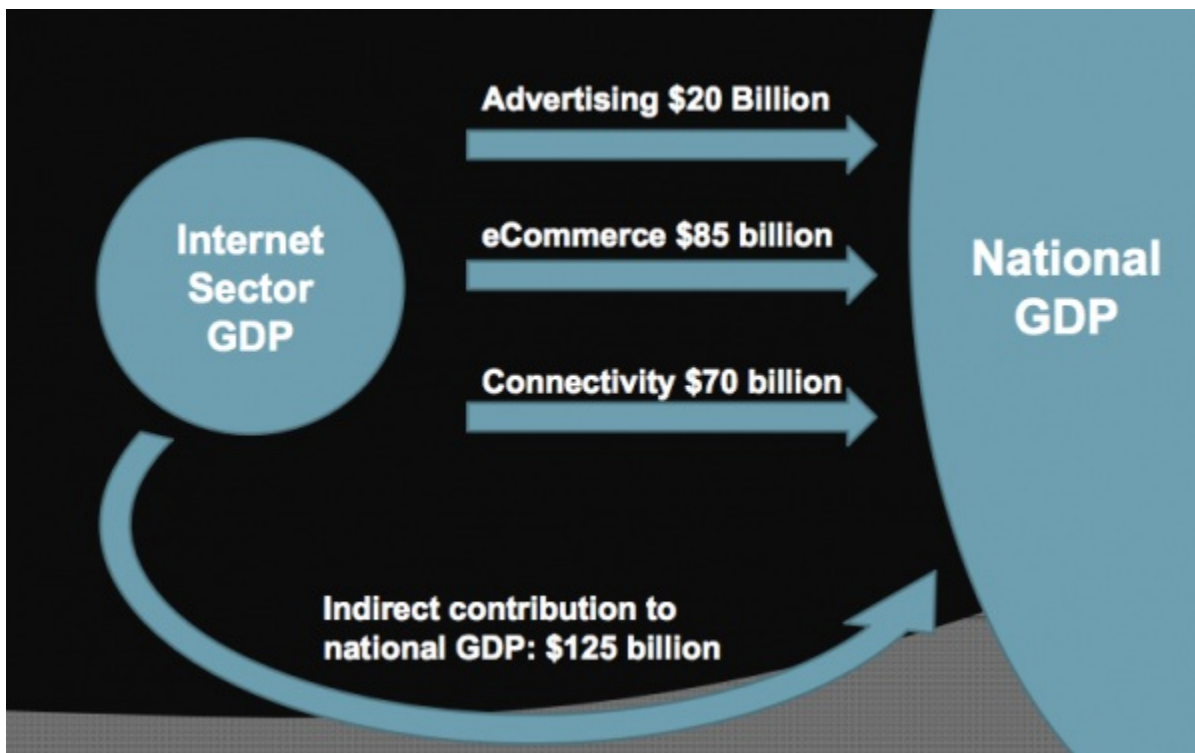 Advertising $20 Billion
Internet
Sector
GDP
eCommerce $85 billion
National
GDP
Connectivity $70 billion
Indirect contribution to
national GDP: $125 billion